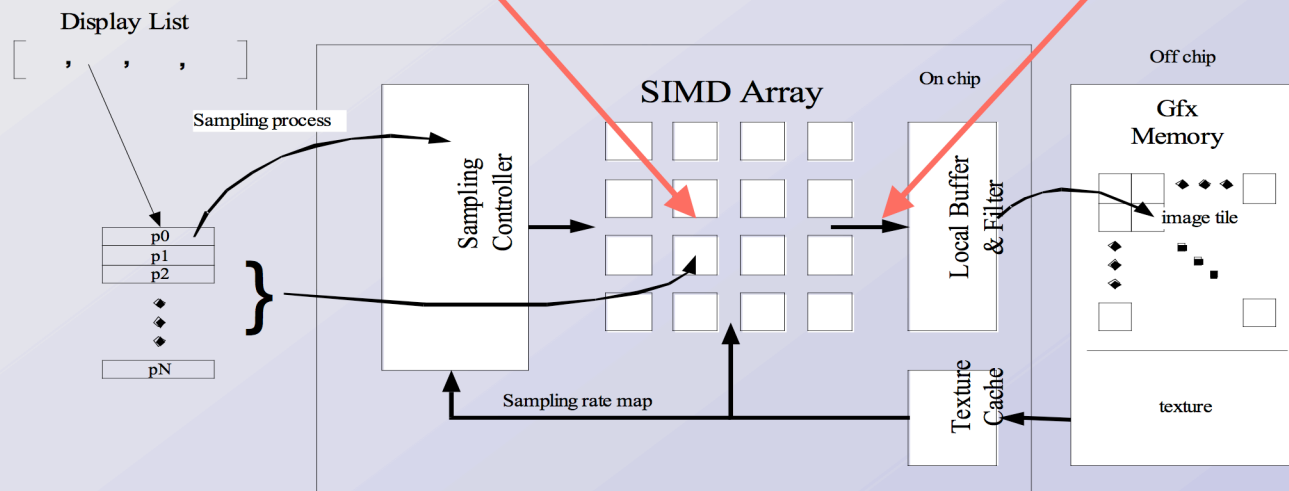 Display List
[ , , , ]
Sampling process
p0
p1
p2
}
pN
Sampling
Controller
SIMD Array
On chip
Local Buffer
& Filter
Sampling rate map
Texture
Cache
Off chip
Gfx
Memory
image tile
texture